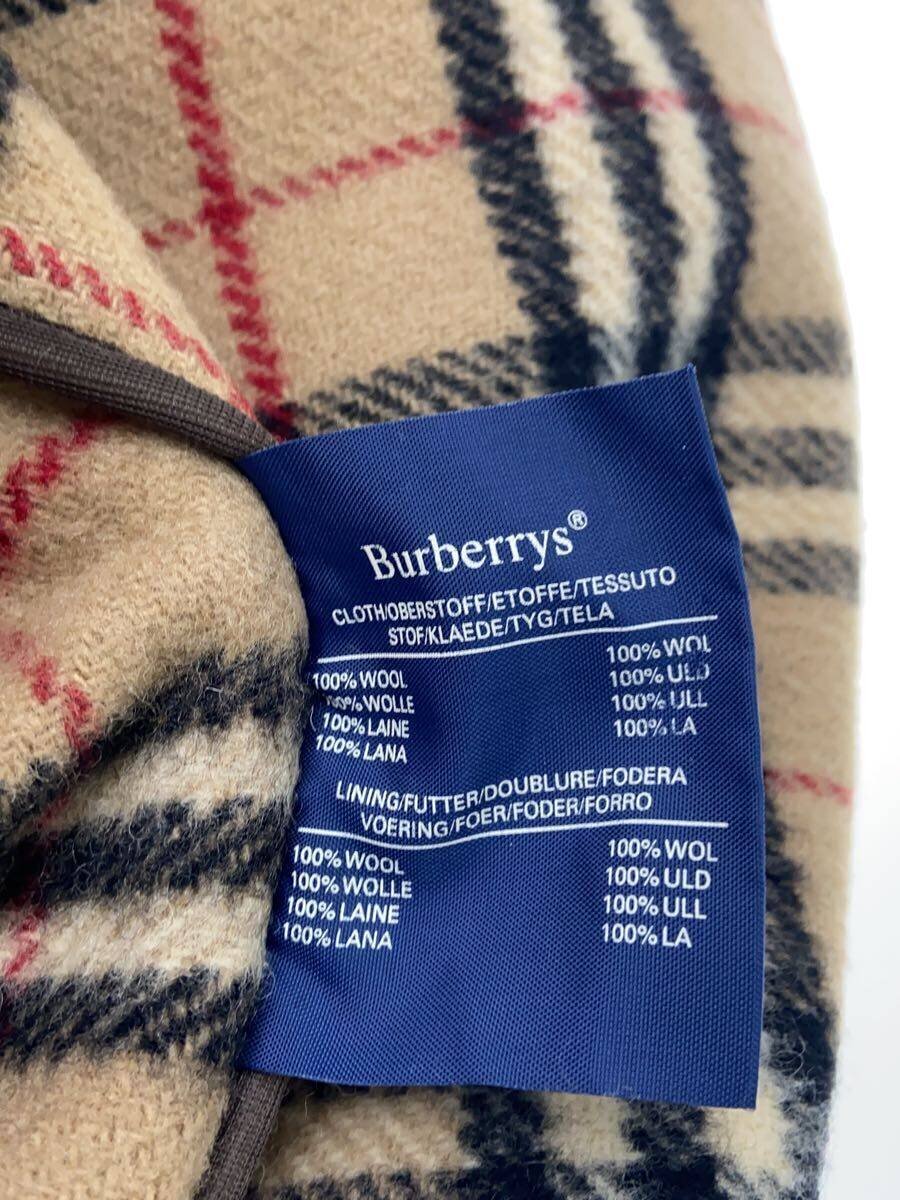 Burberrys®
CLOTH/OBERSTOFF/ETOFFE/TESSUTO
STOF/KLAEDE/TYG/TELA
100% WOOL 100% WOL
100% WOLLE 100% ULD
100% LAINE 100% ULL
100% LANA 100% LA
LINING/FUTTER/DOUBLURE/FODERA
VOERING/FOER/FODER/FORRO
100% WOOL 100% WOL
100% WOLLE 100% ULD
100% LAINE 100% ULL
100% LANA 100% LA